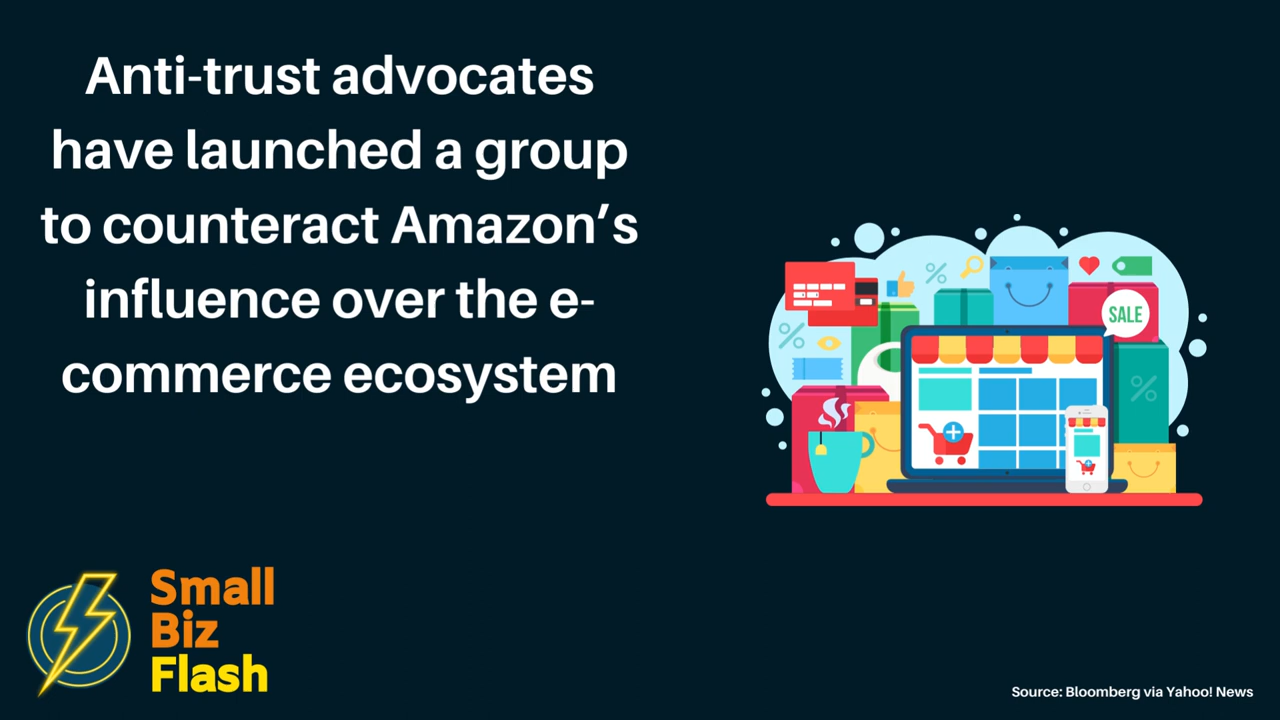 Anti-trust advocates
have launched a group
to counteract Amazon’s
influence over the e-
commerce ecosystem
SALE
Small
Biz
Flash
Source: Bloomberg via Yahoo! News